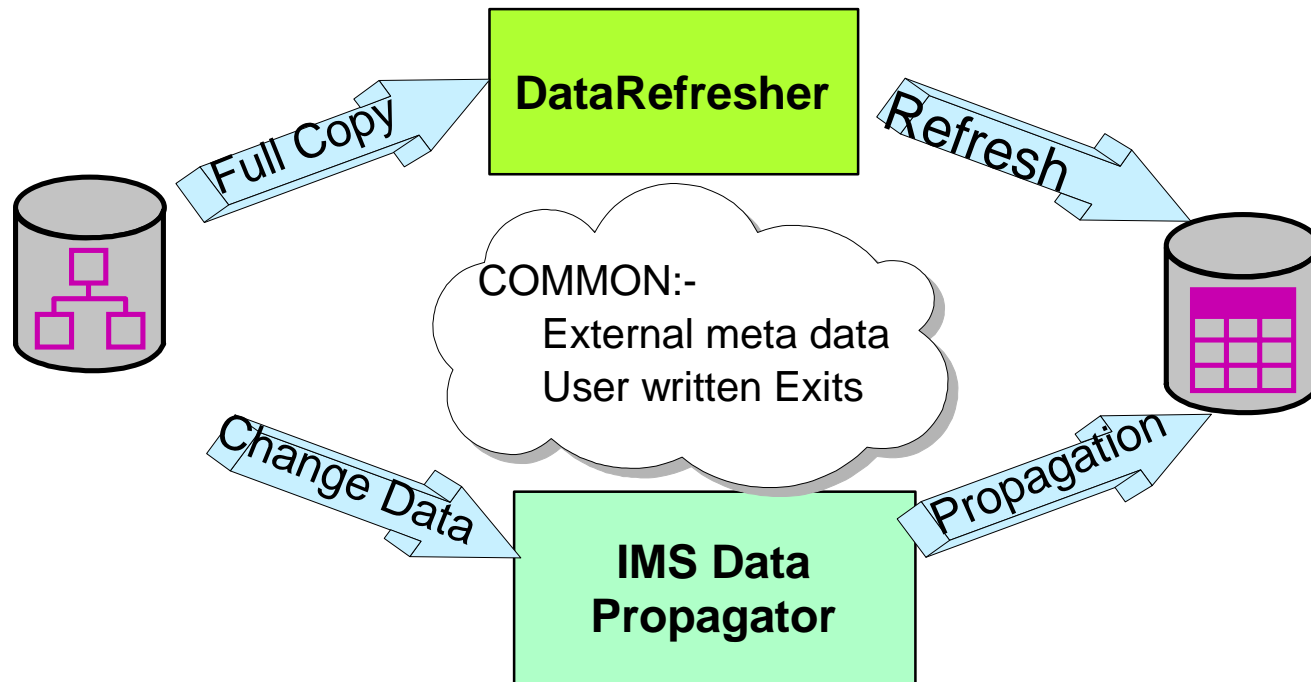 DataRefresher
Full Copy
Refresh
COMMON:-
External meta data
User written Exits
Change Data
Propagation
IMS Data
Propagator